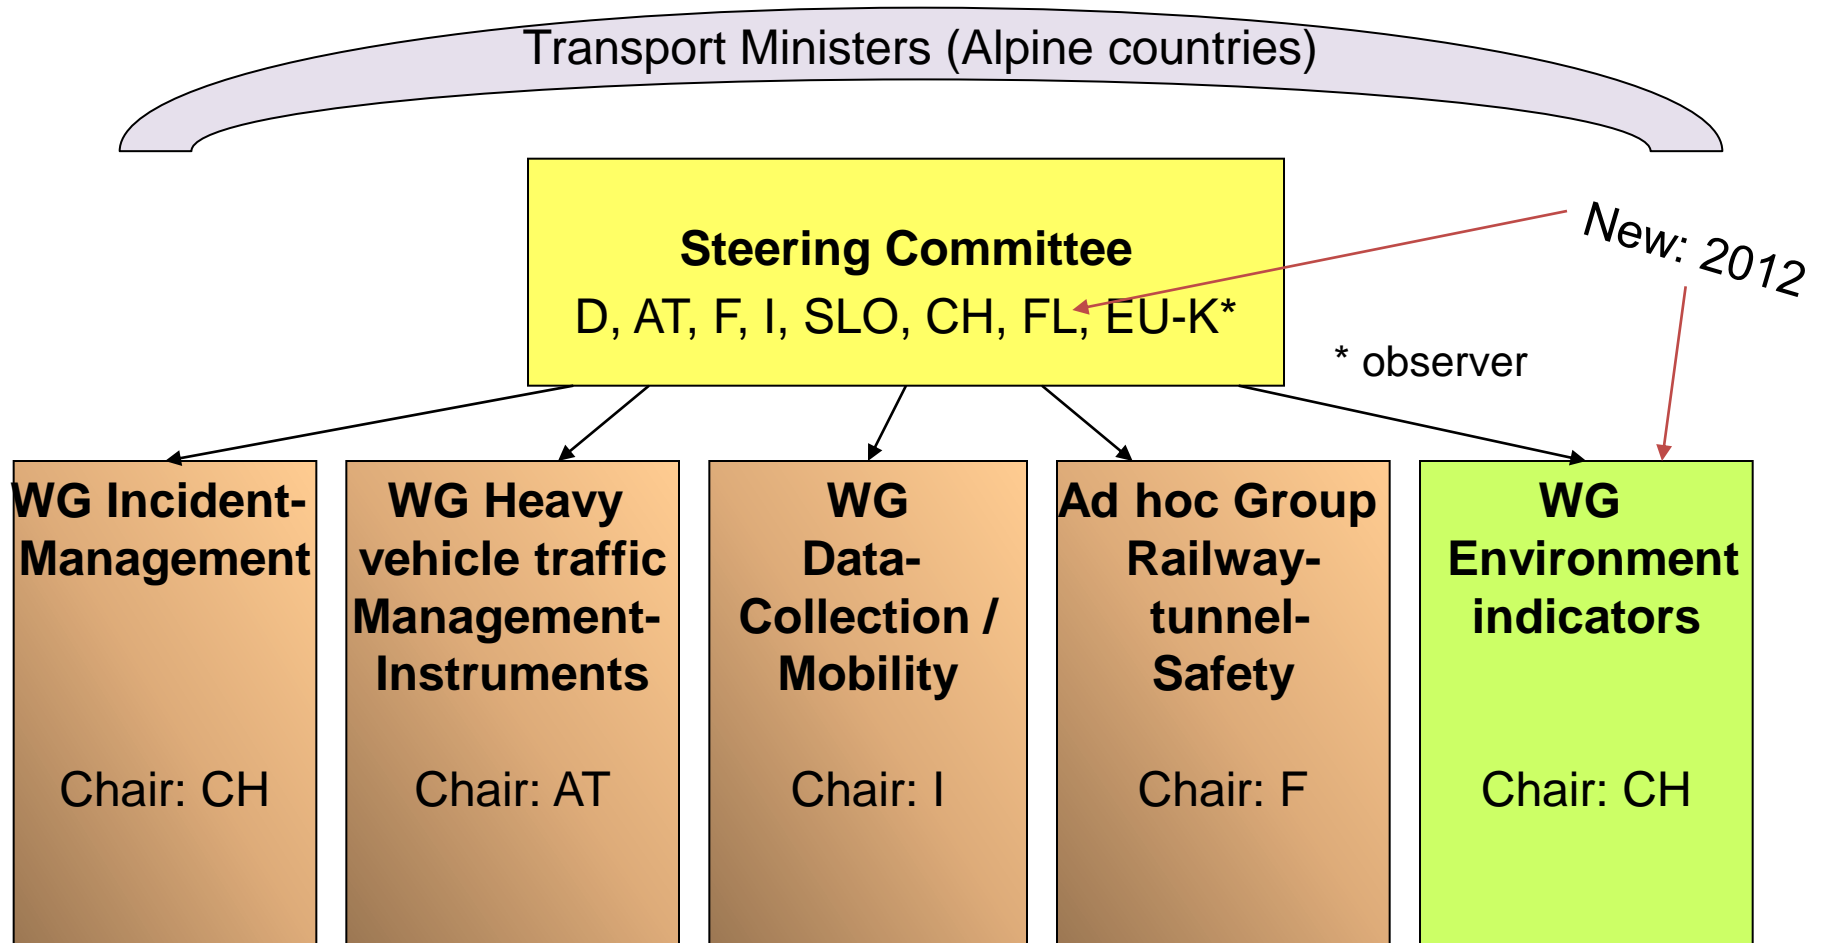 Transport Ministers (Alpine countries)
Steering Committee
D, AT, F, I, SLO, CH, FL, EU-K*
New: 2012
* observer
WG Incident-
Management
Chair: CH
WG Heavy
vehicle traffic
Management-
Instruments
Chair: AT
WG
Data-
Collection /
Mobility
Chair: I
Ad hoc Group
Railway-
tunnel-
Safety
Chair: F
WG
Environment
indicators
Chair: CH